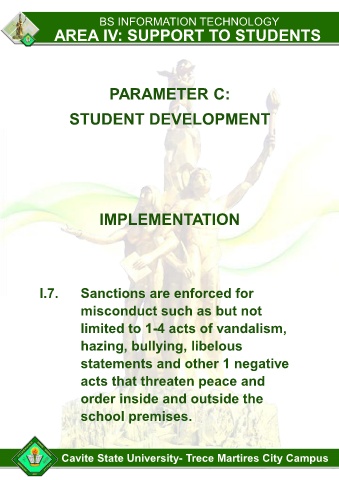 BS INFORMATION TECHNOLOGY
AREA IV: SUPPORT TO STUDENTS
PARAMETER C:
STUDENT DEVELOPMENT
IMPLEMENTATION
I.7. Sanctions are enforced for
misconduct such as but not
limited to 1-4 acts of vandalism,
hazing, bullying, libelous
statements and other 1 negative
acts that threaten peace and
order inside and outside the
school premises.
Cavite State University- Trece Martires City Campus